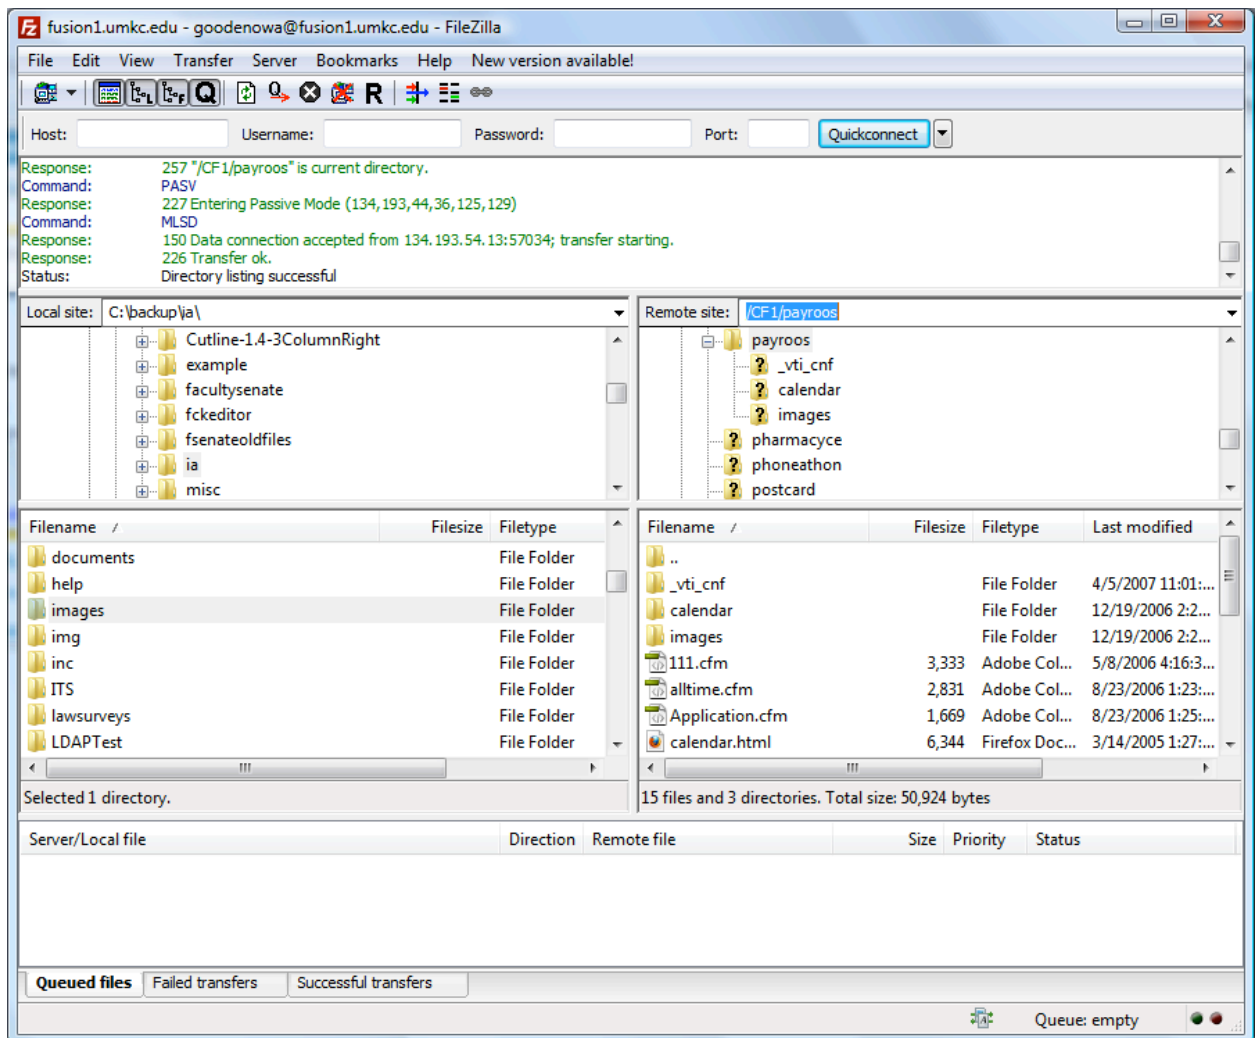 fusion1.umkc.edu - goodenowa@fusion1.umkc.edu - FileZilla
File Edit View Transfer Server Bookmarks Help New version available!
Host: Username: Password: Port: Quickconnect
Response: 257 "/CF1/payroos" is current directory.
Command: PASV
Response: 227 Entering Passive Mode (134,193,44,36,125,129)
Command: MLSD
Response: 150 Data connection accepted from 134.193.54.13:57034; transfer starting.
Response: 226 Transfer ok.
Status: Directory listing successful
Local site: C:\backup\ia\
Cutline-1.4-3ColumnRight
example
facultysenate
fckeditor
fsenateoldfiles
ia
misc
Remote site: /CF1/payroos
payroos
_vti_cnf
calendar
images
pharmacyce
phoneathon
postcard
Filename Filesize Filetype
documents File Folder
help File Folder
images File Folder
img File Folder
inc File Folder
ITS File Folder
lawsurveys File Folder
LDAPTest File Folder
Selected 1 directory.
Filename Filesize Filetype Last modified
..
_vti_cnf File Folder 4/5/2007 11:01:...
calendar File Folder 12/19/2006 2:2...
images File Folder 12/19/2006 2:2...
111.cfm 3,333 Adobe Col... 5/8/2006 4:16:3...
alltime.cfm 2,831 Adobe Col... 8/23/2006 1:23:...
Application.cfm 1,669 Adobe Col... 8/23/2006 1:25:...
calendar.html 6,344 Firefox Doc... 3/14/2005 1:27:...
15 files and 3 directories. Total size: 50,924 bytes
Server/Local file Direction Remote file Size Priority Status
Queued files Failed transfers Successful transfers
Queue: empty